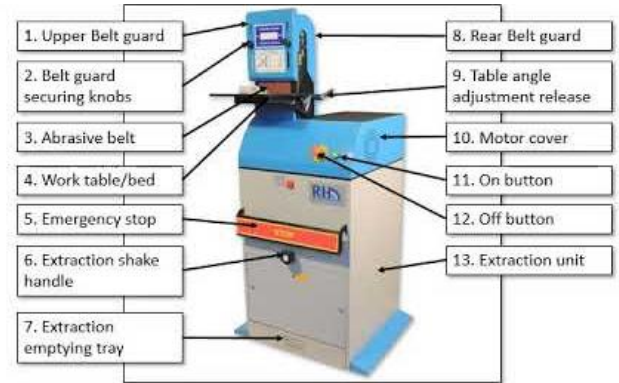 1. Upper Belt guard
2. Belt guard
securing knobs
3. Abrasive belt
4. Work table/bed
5. Emergency stop
6. Extraction shake
handle
7. Extraction
emptying tray
8. Rear Belt guard
9. Table angle
adjustment release
10. Motor cover
11. On button
12. Off button
13. Extraction unit
RHS
STOP